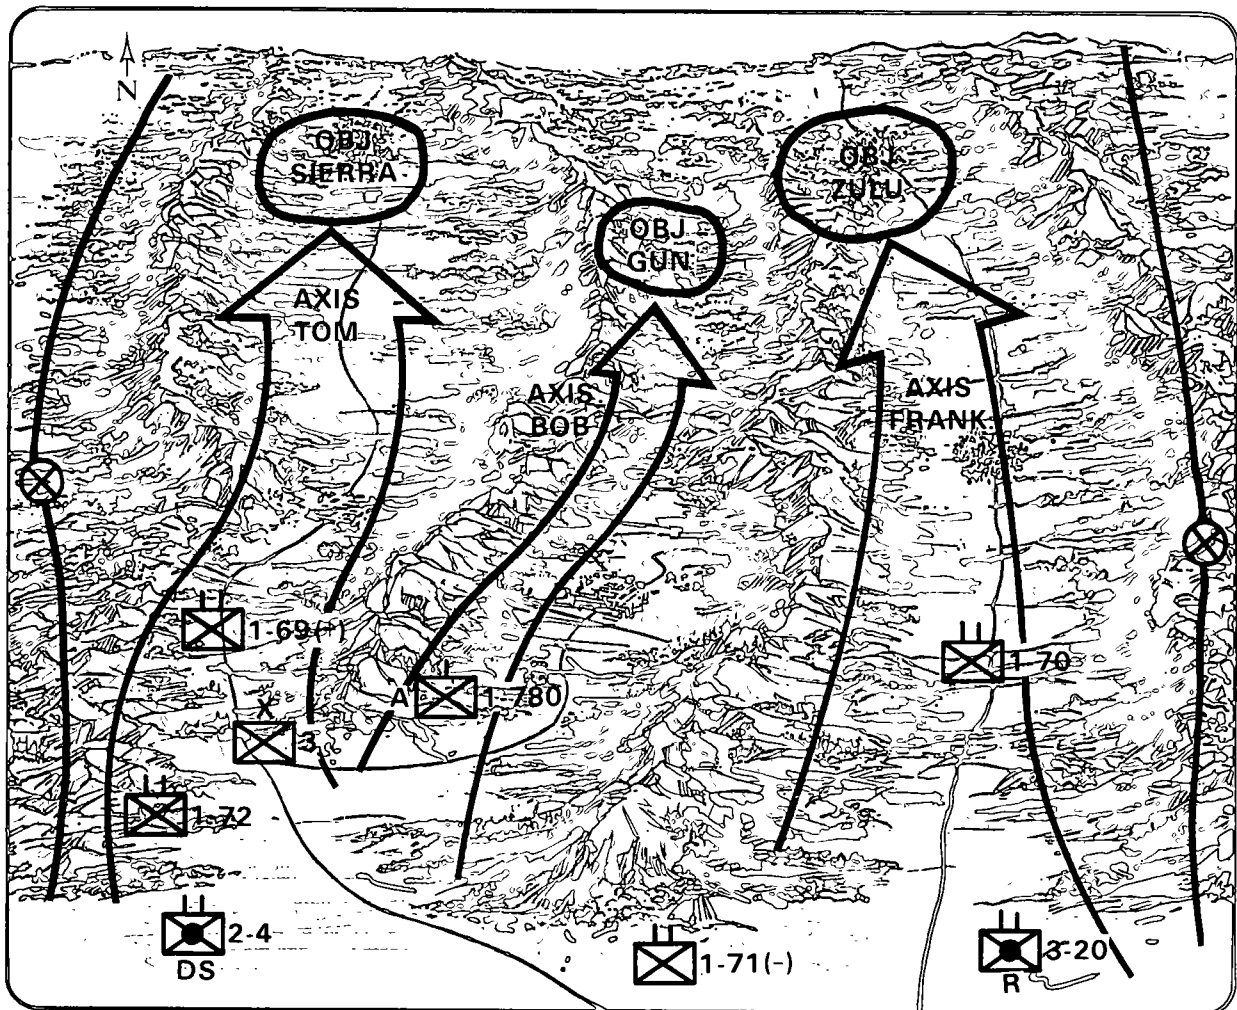 N
OBJ
SIERRA
OBJ
ZULU
OBJ
GUN
AXIS
TOM
AXIS
BOB
AXIS
FRANK
1-69(+)
1-70
A 1-780
X
3
1-72
2-4
DS
1-71(-)
3-20
R